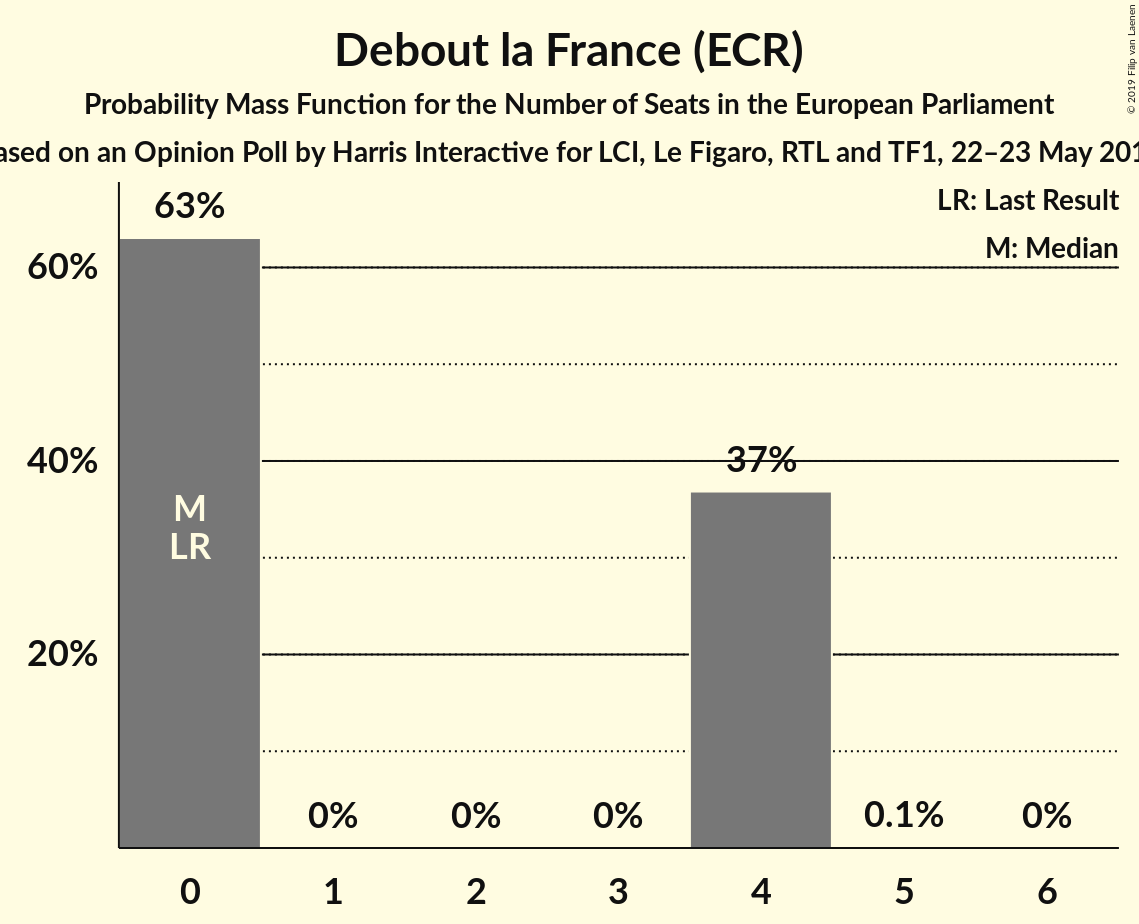 Debout la France (ECR)
Probability Mass Function for the Number of Seats in the European Parliament
ased on an Opinion Poll by Harris Interactive for LCI, Le Figaro, RTL and TF1, 22–23 May 201
© 2019 Filip van Laenen
LR: Last Result
M: Median
63%
60%
40%
37%
M
LR
20%
0%
0%
0%
0.1%
0%
0 1 2 3 4 5 6